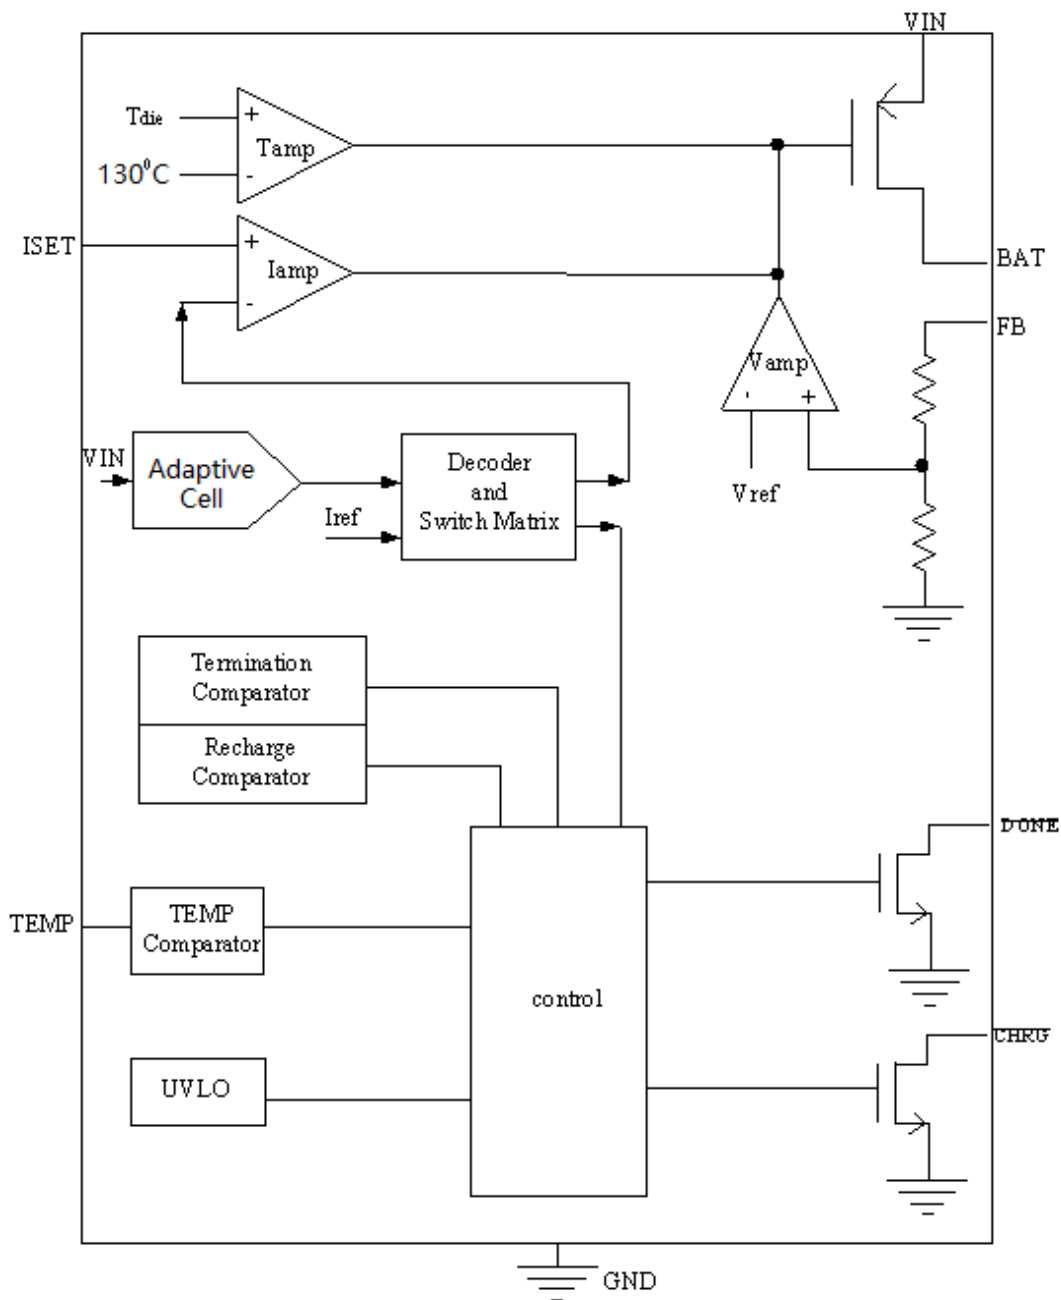 VIN
Tdie
+
Tamp
130⁰C
-
ISET
+
Iamp
-
BAT
FB
Vamp
- +
VIN
Adaptive
Cell
Decoder
and
Switch Matrix
Iref
Vref
Termination
Comparator
Recharge
Comparator
DONE
TEMP
TEMP
Comparator
control
CHRG
UVLO
GND